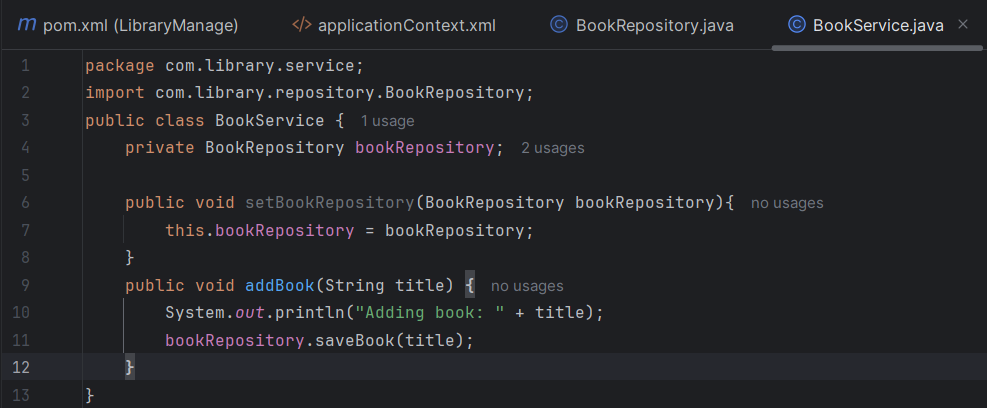 m pom.xml (LibraryManage) </> applicationContext.xml © BookRepository.java © BookService.java ×
1 package com.library.service;
2 import com.library.repository.BookRepository;
3 public class BookService { 1 usage
4 private BookRepository bookRepository; 2 usages
5
6 public void setBookRepository(BookRepository bookRepository){ no usages
7 this.bookRepository = bookRepository;
8 }
9 public void addBook(String title) { no usages
10 System.out.println("Adding book: " + title);
11 bookRepository.saveBook(title);
12 }
13 }